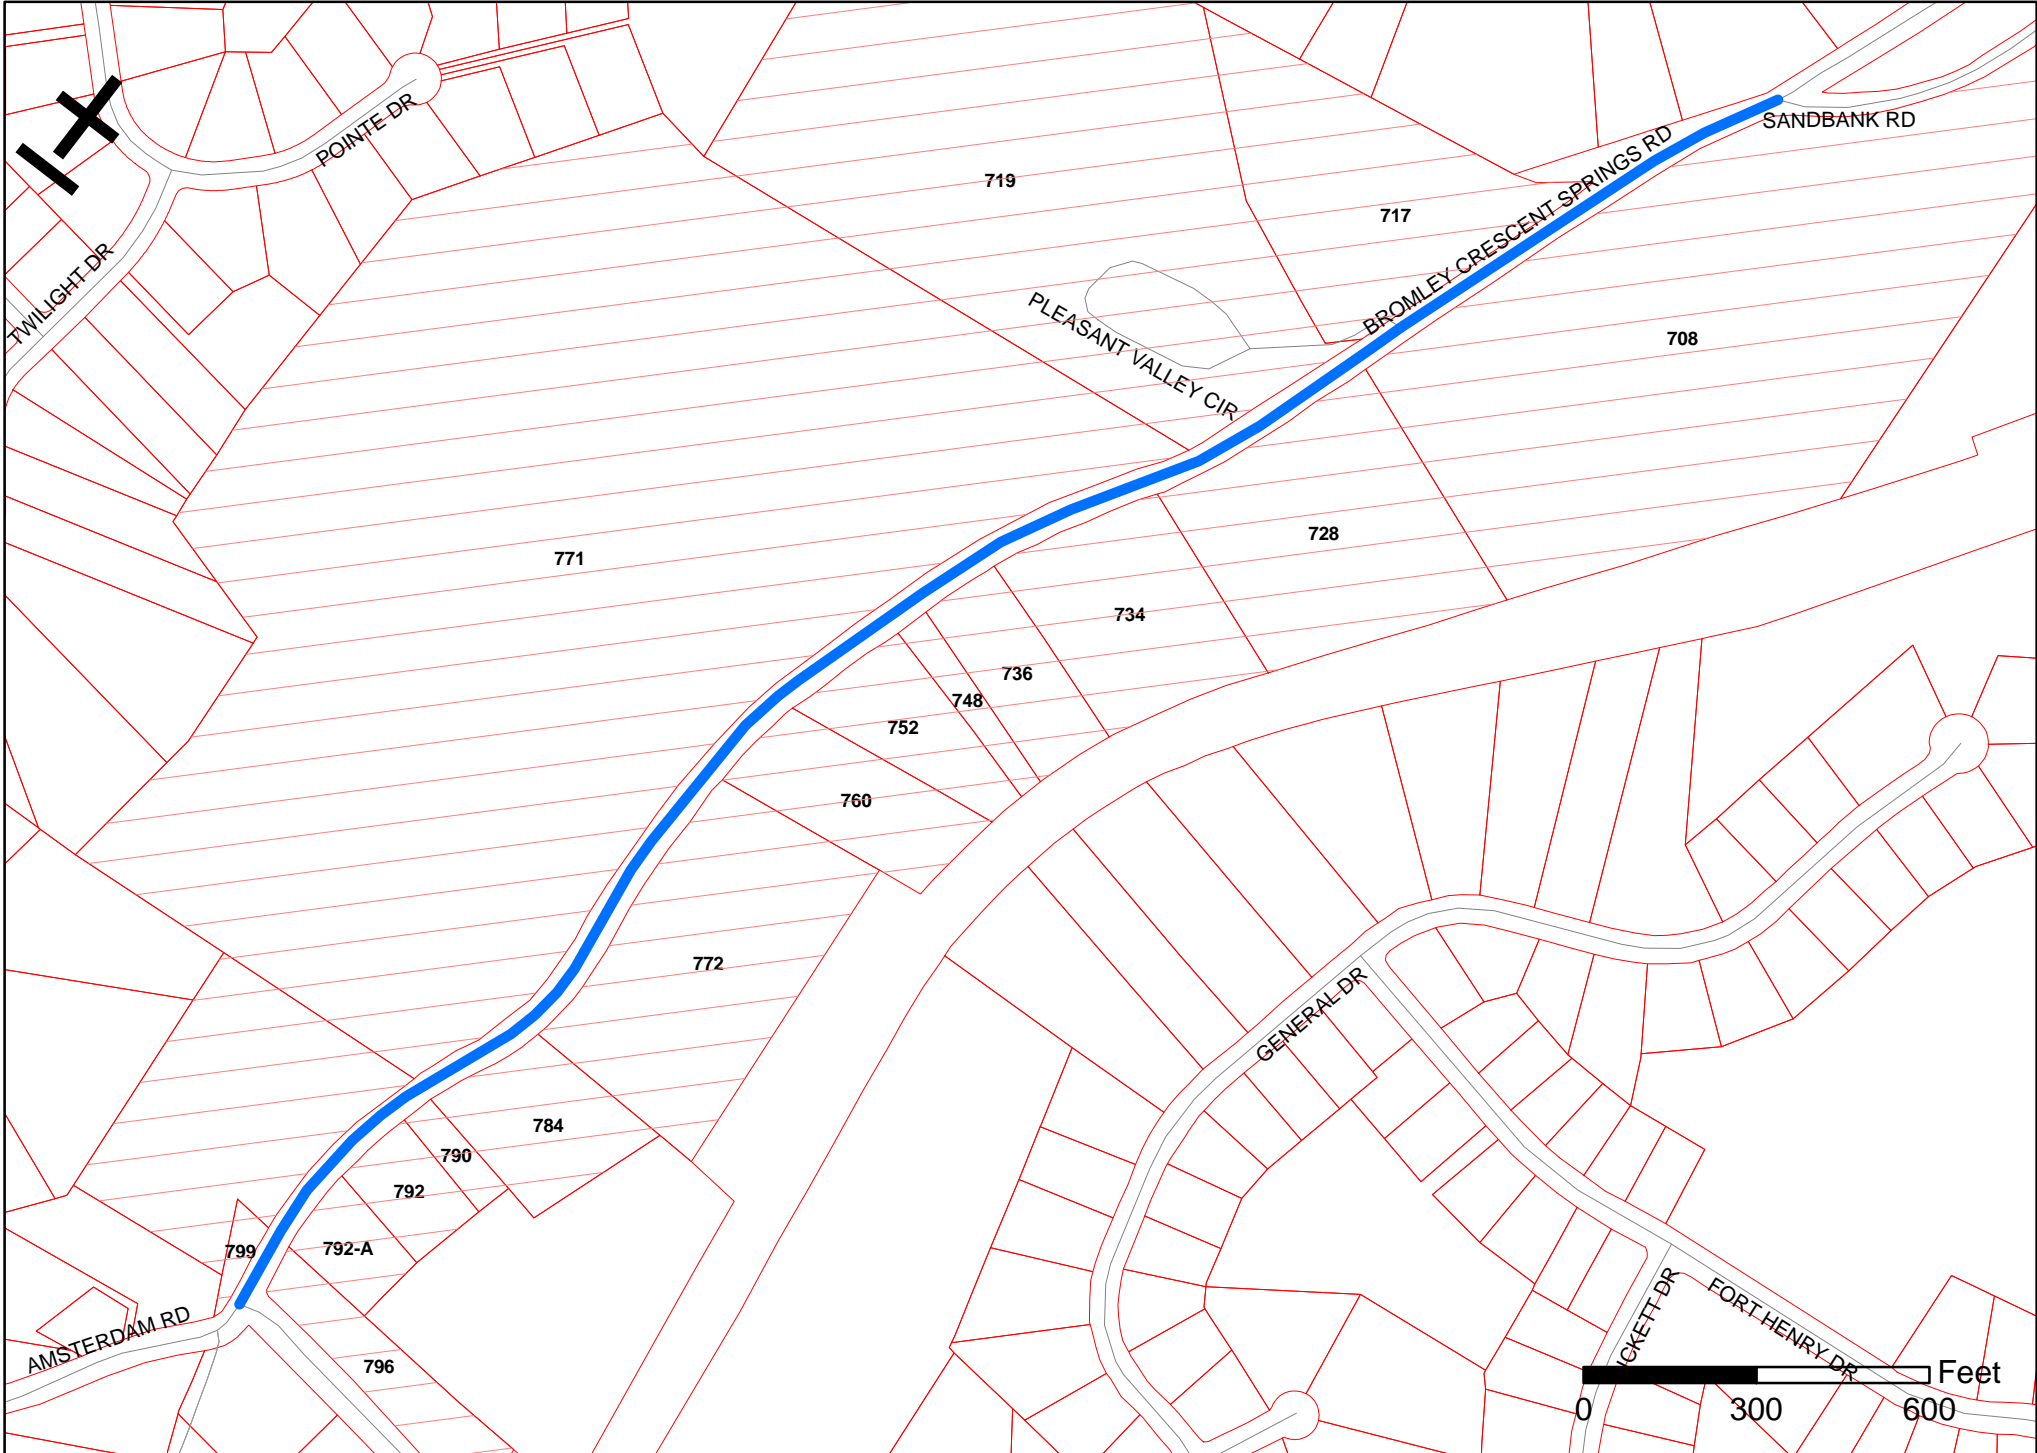 POINTE DR
SANDBANK RD
719
717
BROMLEY CRESCENT SPRINGS RD
TWILIGHT DR
PLEASANT VALLEY CIR
708
728
771
734
736
748
752
760
772
GENERAL DR
784
790
792
799
792-A
AMSTERDAM RD
796
ICKETT DR
FORT HENRY DR
Feet
0 300 600